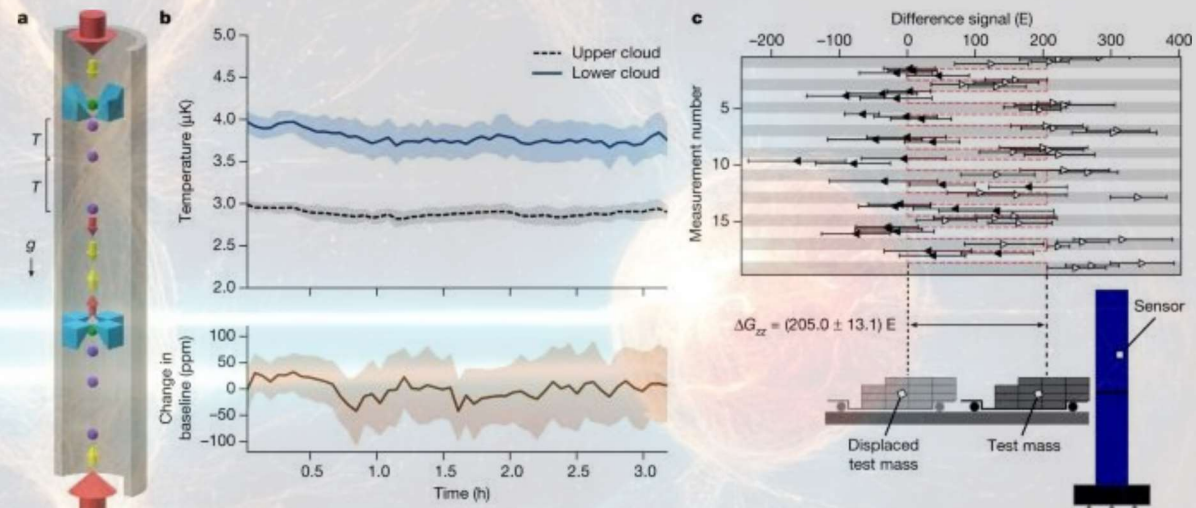 a
T
T
g
b
5.0
4.5
4.0
3.5
3.0
2.5
2.0
Temperature (µK)
Upper cloud
Lower cloud
100
50
0
−50
−100
Change in
baseline (ppm)
0.5 1.0 1.5 2.0 2.5 3.0
Time (h)
c
Difference signal (E)
−200 −100 0 100 200 300 400
5
10
15
Measurement number
ΔGzz = (205.0 ± 13.1) E
Sensor
Displaced
test mass
Test mass